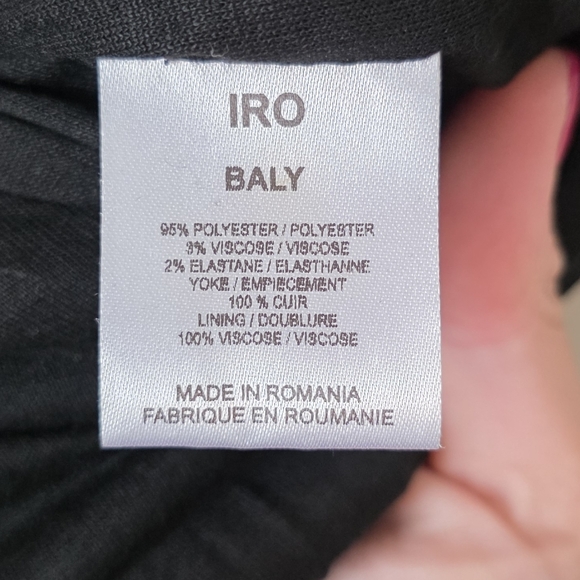 IRO
BALY
95% POLYESTER / POLYESTER
3% VISCOSE / VISCOSE
2% ELASTANE / ELASTHANNE
YOKE / EMPIECEMENT
100 % CUIR
LINING / DOUBLURE
100% VISCOSE / VISCOSE
MADE IN ROMANIA
FABRIQUE EN ROUMANIE